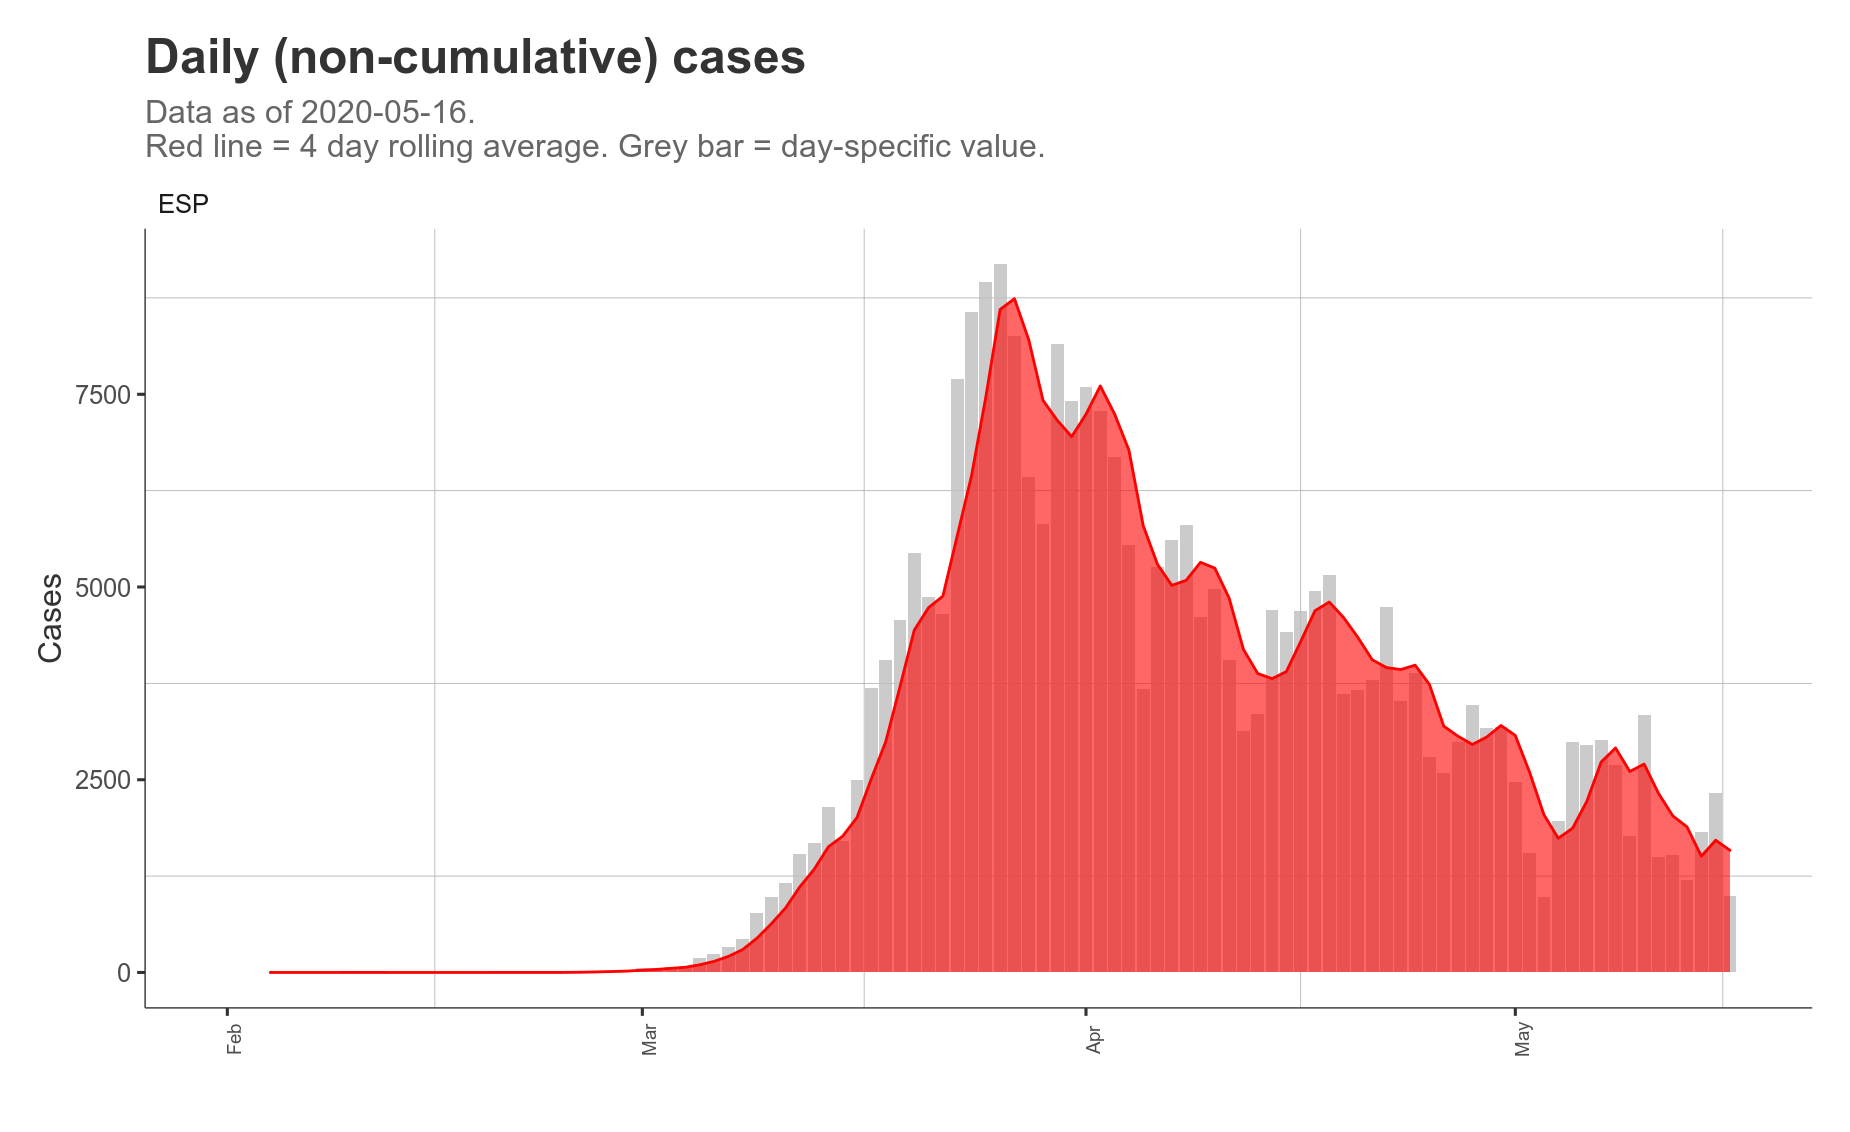 Daily (non-cumulative) cases
Data as of 2020-05-16.
Red line = 4 day rolling average. Grey bar = day-specific value.
ESP
Cases
7500
5000
2500
0
Feb
Mar
Apr
May